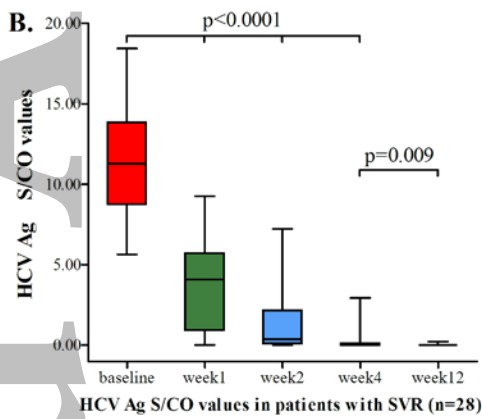 B.
p<0.0001
p=0.009
HCV Ag S/CO values
20.00
15.00
10.00
5.00
0.00
baseline week1 week2 week4 week12
HCV Ag S/CO values in patients with SVR (n=28)